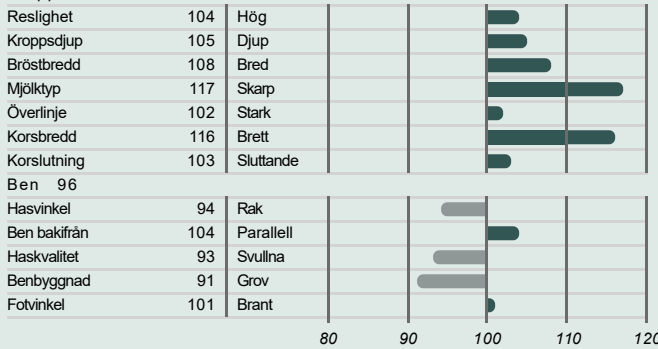 Reslighet 104 Hög
Kroppsdjup 105 Djup
Bröstbredd 108 Bred
Mjölktyp 117 Skarp
Överlinje 102 Stark
Korsbredd 116 Brett
Korslutning 103 Sluttande
Ben 96
Hasvinkel 94 Rak
Ben bakifrån 104 Parallell
Haskvalitet 93 Svullna
Benbyggnad 91 Grov
Fotvinkel 101 Brant
80 90 100 110 120